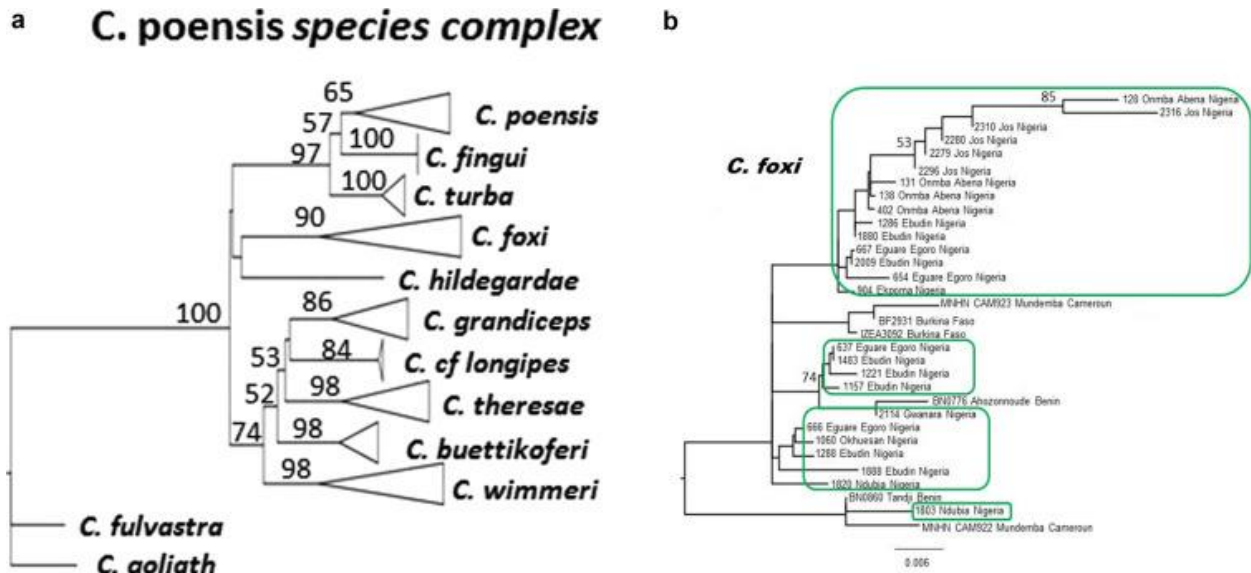 a
C. poensis species complex
65
C. poensis
57
100
C. fingui
97
100
C. turba
90
C. foxi
C. hildegardae
100
86
C. grandiceps
53
84
C. cf longipes
52
98
C. theresae
98
C. buettikoferi
74
98
C. wimmeri
C. fulvastra
C. goliath
b
85
128 Onmba Abena Nigeria
2316 Jos Nigeria
2310 Jos Nigeria
53
2280 Jos Nigeria
2279 Jos Nigeria
C. foxi
2296 Jos Nigeria
131 Onmba Abena Nigeria
138 Onmba Abena Nigeria
402 Onmba Abena Nigeria
1286 Ebudin Nigeria
1880 Ebudin Nigeria
667 Eguare Egoro Nigeria
2009 Ebudin Nigeria
654 Eguare Egoro Nigeria
904 Ekpoma Nigeria
MNHN CAM923 Mundemba Cameroun
BF2931 Burkina Faso
IZEA3092 Burkina Faso
637 Eguare Egoro Nigeria
1483 Ebudin Nigeria
74
1221 Ebudin Nigeria
1157 Ebudin Nigeria
BN0776 Ahozonnoude Benin
2114 Gwanara Nigeria
666 Eguare Egoro Nigeria
1060 Okhuesan Nigeria
1288 Ebudin Nigeria
1888 Ebudin Nigeria
1820 Ndubia Nigeria
BN0860 Tandji Benin
1803 Ndubia Nigeria
MNHN CAM922 Mundemba Cameroun
0.006